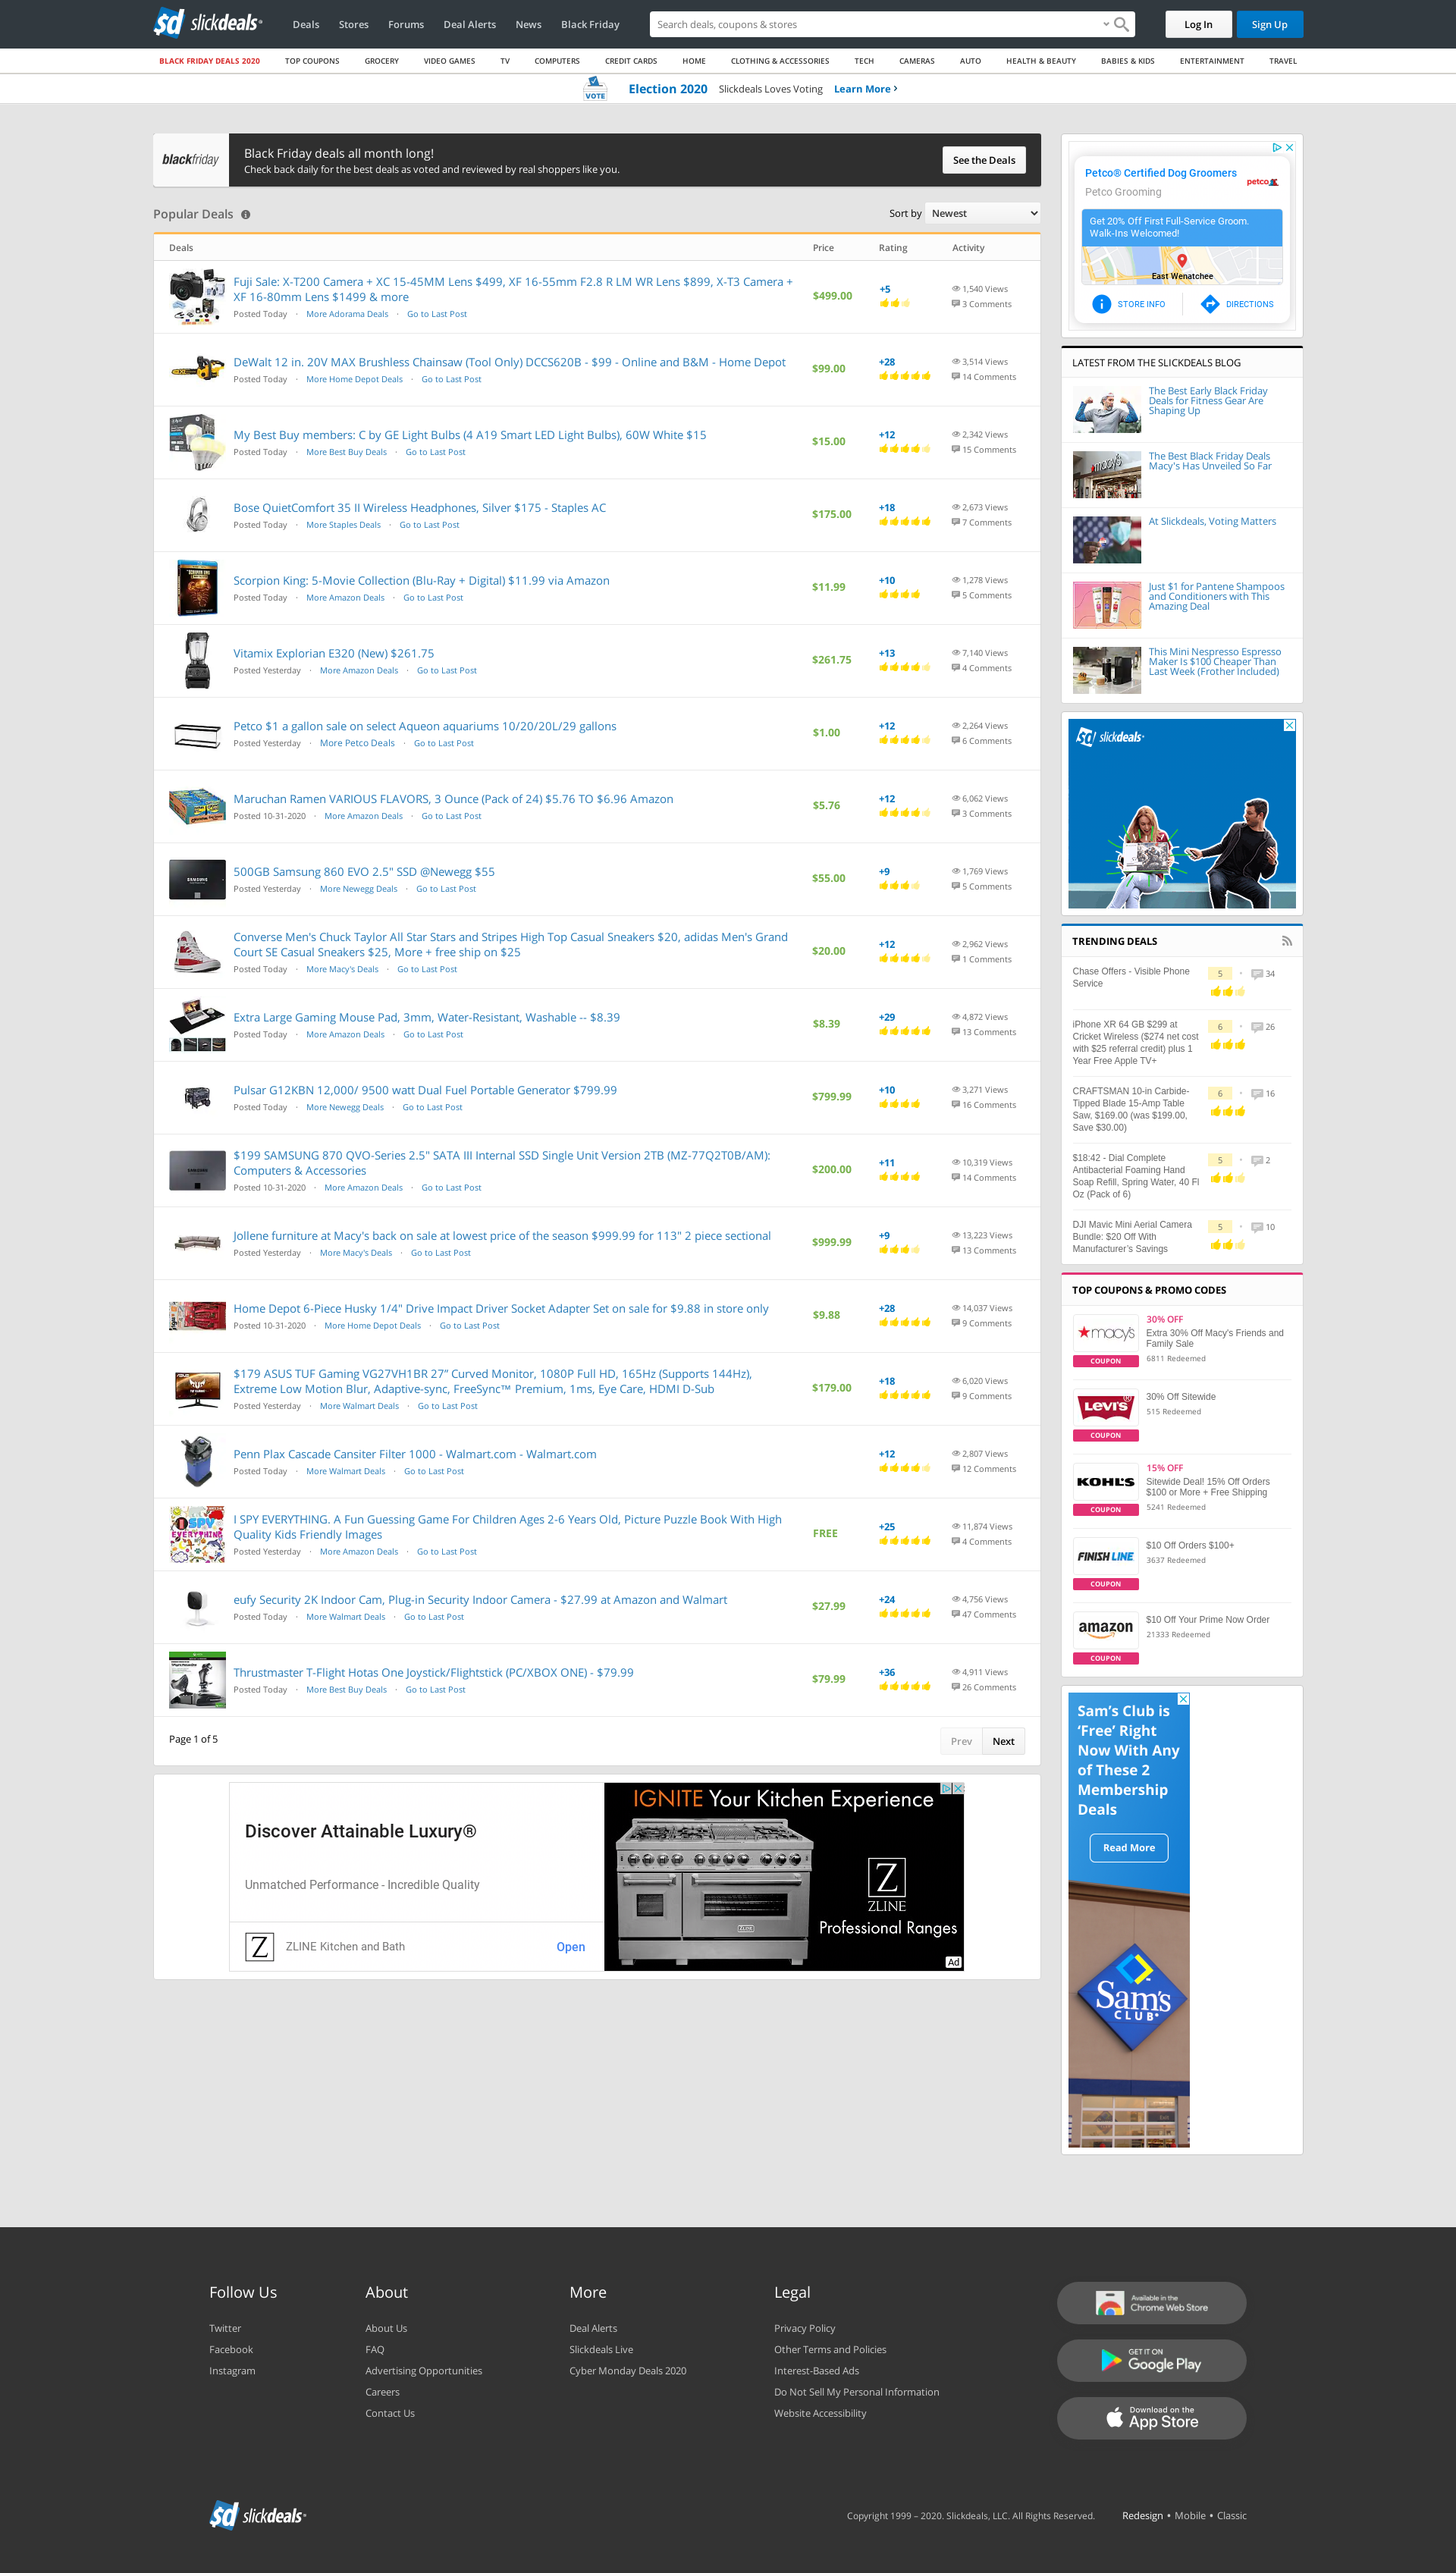 sd slickdeals
Deals Stores Forums Deal Alerts News Black Friday
Search deals, coupons & stores
Log In Sign Up
BLACK FRIDAY DEALS 2020 TOP COUPONS GROCERY VIDEO GAMES TV COMPUTERS CREDIT CARDS HOME CLOTHING & ACCESSORIES TECH CAMERAS AUTO HEALTH & BEAUTY BABIES & KIDS ENTERTAINMENT TRAVEL
VOTE Election 2020 Slickdeals Loves Voting Learn More
blackfriday
Black Friday deals all month long!
Check back daily for the best deals as voted and reviewed by real shoppers like you.
See the Deals
Popular Deals
Sort by Newest
Deals Price Rating Activity
Fuji Sale: X-T200 Camera + XC 15-45MM Lens $499, XF 16-55mm F2.8 R LM WR Lens $899, X-T3 Camera +
XF 16-80mm Lens $1499 & more
Posted Today · More Adorama Deals · Go to Last Post
$499.00
+5
1,540 Views
3 Comments
DeWalt 12 in. 20V MAX Brushless Chainsaw (Tool Only) DCCS620B - $99 - Online and B&M - Home Depot
Posted Today · More Home Depot Deals · Go to Last Post
$99.00
+28
3,514 Views
14 Comments
My Best Buy members: C by GE Light Bulbs (4 A19 Smart LED Light Bulbs), 60W White $15
Posted Today · More Best Buy Deals · Go to Last Post
$15.00
+12
2,342 Views
15 Comments
Bose QuietComfort 35 II Wireless Headphones, Silver $175 - Staples AC
Posted Today · More Staples Deals · Go to Last Post
$175.00
+18
2,673 Views
7 Comments
Scorpion King: 5-Movie Collection (Blu-Ray + Digital) $11.99 via Amazon
Posted Today · More Amazon Deals · Go to Last Post
$11.99
+10
1,278 Views
5 Comments
Vitamix Explorian E320 (New) $261.75
Posted Yesterday · More Amazon Deals · Go to Last Post
$261.75
+13
7,140 Views
4 Comments
Petco $1 a gallon sale on select Aqueon aquariums 10/20/20L/29 gallons
Posted Yesterday · More Petco Deals · Go to Last Post
$1.00
+12
2,264 Views
6 Comments
Maruchan Ramen VARIOUS FLAVORS, 3 Ounce (Pack of 24) $5.76 TO $6.96 Amazon
Posted 10-31-2020 · More Amazon Deals · Go to Last Post
$5.76
+12
6,062 Views
3 Comments
500GB Samsung 860 EVO 2.5" SSD @Newegg $55
Posted Yesterday · More Newegg Deals · Go to Last Post
$55.00
+9
1,769 Views
5 Comments
Converse Men's Chuck Taylor All Star Stars and Stripes High Top Casual Sneakers $20, adidas Men's Grand
Court SE Casual Sneakers $25, More + free ship on $25
Posted Today · More Macy's Deals · Go to Last Post
$20.00
+12
2,962 Views
1 Comments
Extra Large Gaming Mouse Pad, 3mm, Water-Resistant, Washable -- $8.39
Posted Today · More Amazon Deals · Go to Last Post
$8.39
+29
4,872 Views
13 Comments
Pulsar G12KBN 12,000/ 9500 watt Dual Fuel Portable Generator $799.99
Posted Today · More Newegg Deals · Go to Last Post
$799.99
+10
3,271 Views
16 Comments
$199 SAMSUNG 870 QVO-Series 2.5" SATA III Internal SSD Single Unit Version 2TB (MZ-77Q2T0B/AM):
Computers & Accessories
Posted 10-31-2020 · More Amazon Deals · Go to Last Post
$200.00
+11
10,319 Views
14 Comments
Jollene furniture at Macy's back on sale at lowest price of the season $999.99 for 113" 2 piece sectional
Posted Yesterday · More Macy's Deals · Go to Last Post
$999.99
+9
13,223 Views
13 Comments
Home Depot 6-Piece Husky 1/4" Drive Impact Driver Socket Adapter Set on sale for $9.88 in store only
Posted 10-31-2020 · More Home Depot Deals · Go to Last Post
$9.88
+28
14,037 Views
9 Comments
$179 ASUS TUF Gaming VG27VH1BR 27” Curved Monitor, 1080P Full HD, 165Hz (Supports 144Hz),
Extreme Low Motion Blur, Adaptive-sync, FreeSync™ Premium, 1ms, Eye Care, HDMI D-Sub
Posted Yesterday · More Walmart Deals · Go to Last Post
$179.00
+18
6,020 Views
9 Comments
Penn Plax Cascade Cansiter Filter 1000 - Walmart.com - Walmart.com
Posted Today · More Walmart Deals · Go to Last Post
+12
2,807 Views
12 Comments
I SPY EVERYTHING. A Fun Guessing Game For Children Ages 2-6 Years Old, Picture Puzzle Book With High
Quality Kids Friendly Images
Posted Yesterday · More Amazon Deals · Go to Last Post
FREE
+25
11,874 Views
4 Comments
eufy Security 2K Indoor Cam, Plug-in Security Indoor Camera - $27.99 at Amazon and Walmart
Posted Today · More Walmart Deals · Go to Last Post
$27.99
+24
4,756 Views
47 Comments
Thrustmaster T-Flight Hotas One Joystick/Flightstick (PC/XBOX ONE) - $79.99
Posted Today · More Best Buy Deals · Go to Last Post
$79.99
+36
4,911 Views
26 Comments
Page 1 of 5
Prev Next
Discover Attainable Luxury®
Unmatched Performance - Incredible Quality
Z ZLINE Kitchen and Bath Open
IGNITE Your Kitchen Experience
Z
ZLINE
Professional Ranges
Ad
Petco® Certified Dog Groomers
Petco Grooming
petco
Get 20% Off First Full-Service Groom.
Walk-Ins Welcomed!
East Wenatchee
STORE INFO DIRECTIONS
LATEST FROM THE SLICKDEALS BLOG
The Best Early Black Friday
Deals for Fitness Gear Are
Shaping Up
The Best Black Friday Deals
Macy's Has Unveiled So Far
At Slickdeals, Voting Matters
Just $1 for Pantene Shampoos
and Conditioners with This
Amazing Deal
This Mini Nespresso Espresso
Maker Is $100 Cheaper Than
Last Week (Frother Included)
sd slickdeals
TRENDING DEALS
Chase Offers - Visible Phone
Service
5 · 34
iPhone XR 64 GB $299 at
Cricket Wireless ($274 net cost
with $25 referral credit) plus 1
Year Free Apple TV+
6 · 26
CRAFTSMAN 10-in Carbide-
Tipped Blade 15-Amp Table
Saw, $169.00 (was $199.00,
Save $30.00)
6 · 16
$18:42 - Dial Complete
Antibacterial Foaming Hand
Soap Refill, Spring Water, 40 Fl
Oz (Pack of 6)
5 · 2
DJI Mavic Mini Aerial Camera
Bundle: $20 Off With
Manufacturer’s Savings
5 · 10
TOP COUPONS & PROMO CODES
macy's
COUPON
30% OFF
Extra 30% Off Macy's Friends and
Family Sale
6811 Redeemed
LEVI'S
COUPON
30% Off Sitewide
515 Redeemed
KOHL'S
COUPON
15% OFF
Sitewide Deal! 15% Off Orders
$100 or More + Free Shipping
5241 Redeemed
FINISH LINE
COUPON
$10 Off Orders $100+
3637 Redeemed
amazon
COUPON
$10 Off Your Prime Now Order
21333 Redeemed
Sam’s Club is
‘Free’ Right
Now With Any
of These 2
Membership
Deals
Read More
Sam's
CLUB
Follow Us
Twitter
Facebook
Instagram
About
About Us
FAQ
Advertising Opportunities
Careers
Contact Us
More
Deal Alerts
Slickdeals Live
Cyber Monday Deals 2020
Legal
Privacy Policy
Other Terms and Policies
Interest-Based Ads
Do Not Sell My Personal Information
Website Accessibility
Available in the
Chrome Web Store
GET IT ON
Google Play
Download on the
App Store
sd slickdeals
Copyright 1999 – 2020. Slickdeals, LLC. All Rights Reserved. Redesign • Mobile • Classic